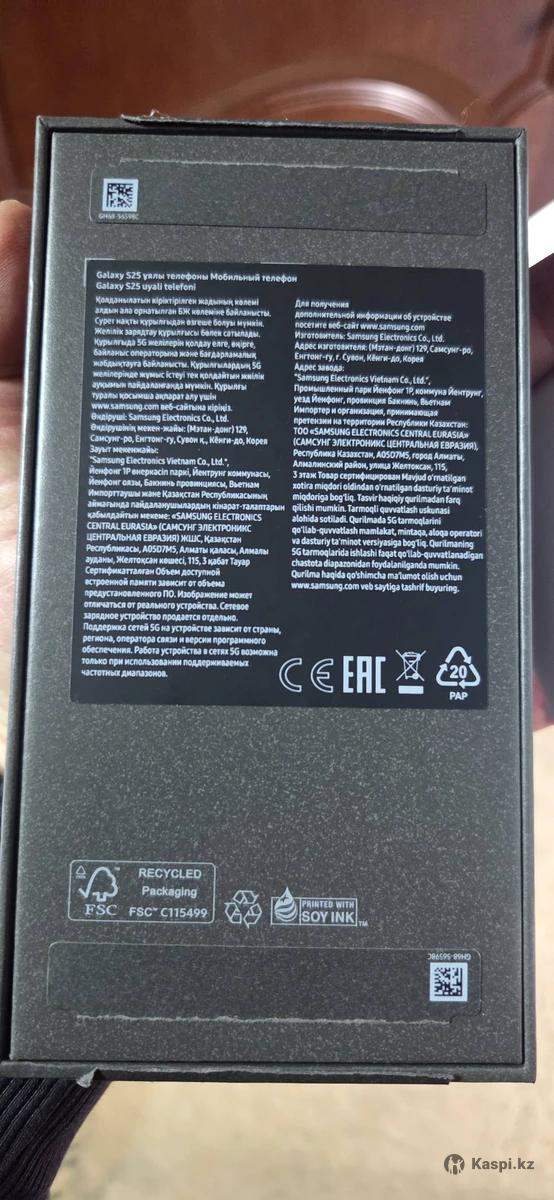 GH68-56598C
Galaxy S25 ұялы телефоны Мобильный телефон
Galaxy S25 uyali telefoni
Қолданылатын кіріктірілген жадының көлемі
алдын ала орнатылған БЖ көлеміне байланысты.
Сурет нақты құрылғыдан өзгеше болуы мүмкін.
Желілік зарядтау құрылғысы бөлек сатылады.
Құрылғыда 5G желілерін қолдау елге, өңірге,
байланыс операторына және бағдарламалық
жабдықтауға байланысты. Құрылғылардың 5G
желілерінде жұмыс істеуі тек қолдайтын жиілік
ауқымын пайдаланғанда мүмкін. Құрылғы
туралы қосымша ақпарат алу үшін
www.samsung.com веб-сайтына кіріңіз.
Өндіруші: Samsung Electronics Co., Ltd.
Өндірушінің мекен-жайы: (Мэтан-донг) 129,
Самсунг-ро, Енгтонг-гу, Сувон қ., Кёнги-до, Корея
Зауыт мекенжайы:
"Samsung Electronics Vietnam Co., Ltd.",
Йенфонг 1Р өнеркәсіп паркі, Йентрунг коммунасы,
Йенфонг оязы, Бакнинь провинциясы, Вьетнам
Импорттаушы және Қазақстан Республикасының
аймағында пайдаланушылардың кінәрат-талаптарын
қабылдайтын мекеме: «SAMSUNG ELECTRONICS
CENTRAL EURASIA» (САМСУНГ ЭЛЕКТРОНИКС
ЦЕНТРАЛЬНАЯ ЕВРАЗИЯ) ЖШС, Қазақстан
Республикасы, A05D7M5, Алматы қаласы, Алмалы
ауданы, Желтоқсан көшесі, 115, 3 қабат Тауар
Сертификатталған Объем доступной
встроенной памяти зависит от объема
предустановленного ПО. Изображение может
отличаться от реального устройства. Сетевое
зарядное устройство продается отдельно.
Поддержка сетей 5G на устройстве зависит от страны,
региона, оператора связи и версии программного
обеспечения. Работа устройства в сетях 5G возможна
только при использовании поддерживаемых
частотных диапазонов.
Для получения
дополнительной информации об устройстве
посетите веб-сайт www.samsung.com
Изготовитель: Samsung Electronics Co., Ltd.
Адрес изготовителя: (Мэтан-донг) 129, Самсунг-ро,
Енгтонг-гу, г. Сувон, Кёнги-до, Корея
Адрес завода:
"Samsung Electronics Vietnam Co., Ltd.",
Промышленный парк Йенфонг 1Р, коммуна Йентрунг,
уезд Йенфонг, провинция Бакнинь, Вьетнам
Импортер и организация, принимающая
претензии на территории Республики Казахстан:
ТОО «SAMSUNG ELECTRONICS CENTRAL EURASIA»
(САМСУНГ ЭЛЕКТРОНИКС ЦЕНТРАЛЬНАЯ ЕВРАЗИЯ),
Республика Казахстан, A05D7M5, город Алматы,
Алмалинский район, улица Желтоксан, 115,
3 этаж Товар Сертифицирован Mavjud o'rnatilgan
xotira miqdori oldindan o'rnatilgan dasturiy ta'minot
miqdoriga bog'liq. Tasvir haqiqiy qurilmadan farq
qilishi mumkin. Tarmoqli quvvatlash uskunasi
alohida sotiladi. Qurilmada 5G tarmoqlarini
qo'llab-quvvatlash mamlakat, mintaqa, aloqa operatori
va dasturiy ta'minot versiyasiga bog'liq. Qurilmaning
5G tarmoqlarida ishlashi faqat qo'llab-quvvatlanadigan
chastota diapazonidan foydalanilganda mumkin.
Qurilma haqida qo'shimcha ma'lumot olish uchun
www.samsung.com veb saytiga tashrif buyuring.
CE EAC
20
PAP
RECYCLED
Packaging
FSC™ C115499
FSC™
PRINTED WITH
SOY INK™
GH68-56598C
Kaspi.kz